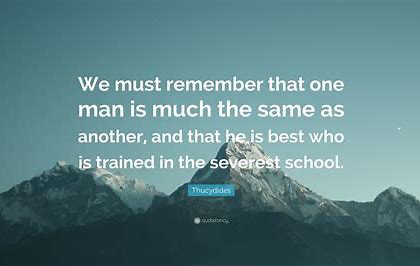 We must remember that one
man is much the same as
another, and that he is best who
is trained in the severest school.
Thucydides
quotefancy